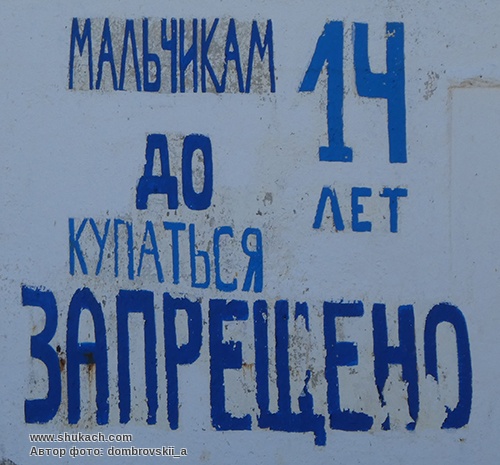 МАЛЬЧИКАМ
ДО 14
ЛЕТ
КУПАТЬСЯ
ЗАПРЕЩЕНО
www.shukach.com
Автор фото: dombrovskii_a